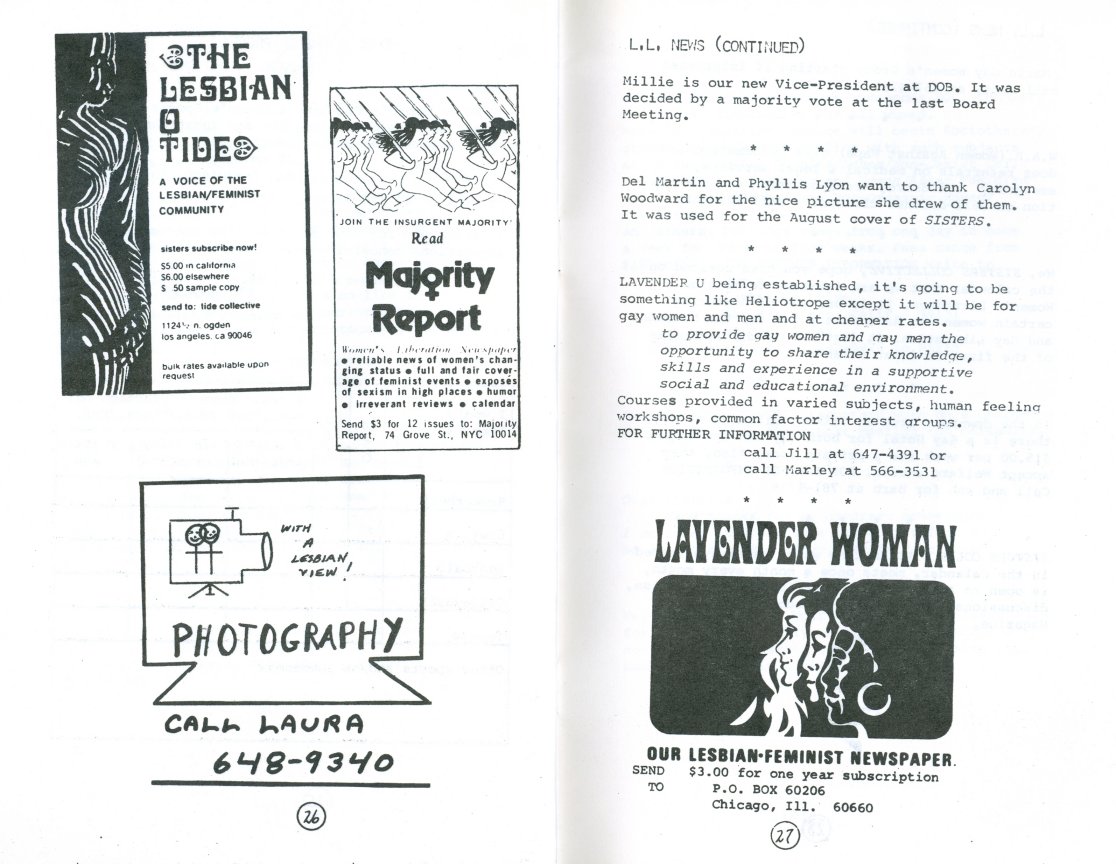 THE
LESBIAN
TIDE
A VOICE OF THE
LESBIAN/FEMINIST
COMMUNITY
sisters subscribe now!
$5.00 in california
$6.00 elsewhere
$ .50 sample copy
send to: tide collective
1124½ n. ogden
los angeles, ca 90046
bulk rates available upon
request
JOIN THE INSURGENT MAJORITY!
Read
Majority
Report
Women's Liberation Newspaper
• reliable news of women's chan-
ging status • full and fair cover-
age of feminist events • exposes
of sexism in high places • humor
• irreverant reviews • calendar
Send $3 for 12 issues to: Majority
Report, 74 Grove St., NYC 10014
WITH
A
LESBIAN
VIEW!
PHOTOGRAPHY
CALL LAURA
648-9340
26
L.L. NEWS (CONTINUED)
Millie is our new Vice-President at DOB. It was
decided by a majority vote at the last Board
Meeting.
* * * *
Del Martin and Phyllis Lyon want to thank Carolyn
Woodward for the nice picture she drew of them.
It was used for the August cover of SISTERS.
* * * *
LAVENDER U being established, it's going to be
something like Heliotrope except it will be for
gay women and men and at cheaper rates.
to provide gay women and gay men the
opportunity to share their knowledge,
skills and experience in a supportive
social and educational environment.
Courses provided in varied subjects, human feeling
workshops, common factor interest groups.
FOR FURTHER INFORMATION
call Jill at 647-4391 or
call Marley at 566-3531
* * * *
LAVENDER WOMAN
OUR LESBIAN-FEMINIST NEWSPAPER.
SEND $3.00 for one year subscription
TO P.O. BOX 60206
Chicago, Ill. 60660
27